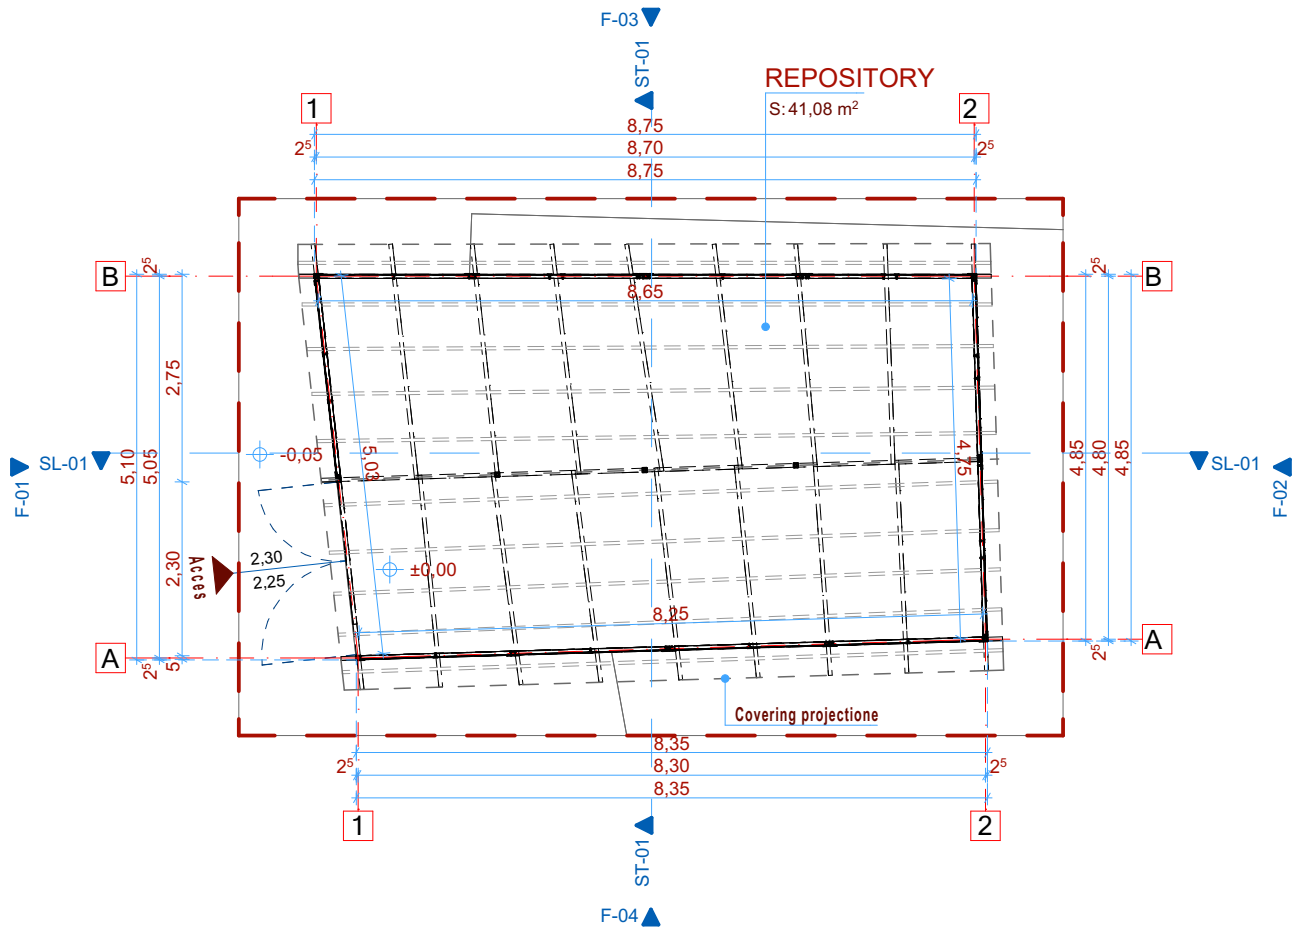 F-03
ST-01
REPOSITORY
S: 41,08 m²
1
2
8,75
2⁵
8,70
2⁵
8,75
B
2⁵
2⁵
B
8,65
2,75
5,10
5,05
-0,05
5,03
4,75
4,85
4,80
4,85
F-01
SL-01
SL-01
F-02
Acces
2,30
2,25
2,30
±0,00
8,25
A
2⁵
5
2⁵
A
Covering projectione
8,35
2⁵
8,30
2⁵
8,35
1
2
ST-01
F-04